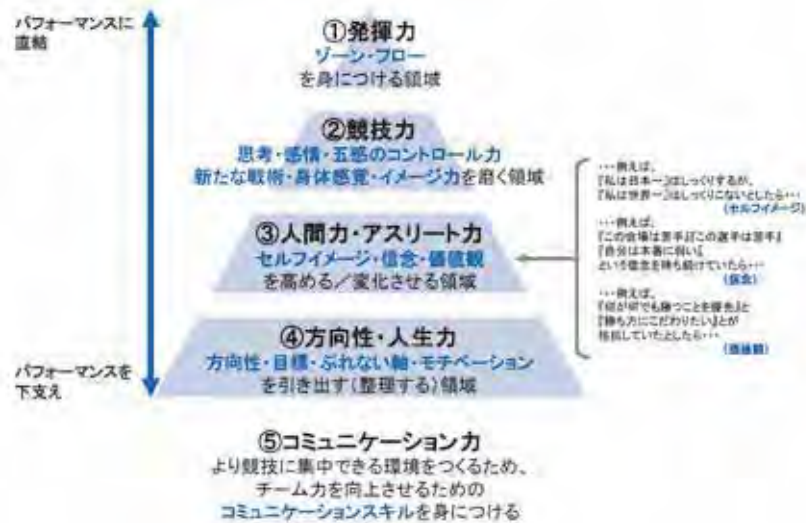 パフォーマンスに
直結
①発揮力
ゾーン・フロー
を身につける領域
②競技力
思考・感情・五感のコントロール力
新たな戦術・身体感覚・イメージ力を磨く領域
③人間力・アスリート力
セルフイメージ・信念・価値観
を高める／変化させる領域
④方向性・人生力
方向性・目標・ぶれない軸・モチベーション
を引き出す(整理する)領域
パフォーマンスを
下支え
⑤コミュニケーション力
より競技に集中できる環境をつくるため、
チーム力を向上させるための
コミュニケーションスキルを身につける
…例えば、
『私は日本一』はしっくりするが、
『私は世界一』はしっくりこないとしたら…
(セルフイメージ)
…例えば、
『この会場は苦手』『この選手は苦手』
『自分は本番に弱い』
という信念を持ち続けていたら…
(信念)
…例えば、
『何が何でも勝つことを優先』と
『勝ち方にこだわりたい』とが
抵抗していたとしたら…
(価値観)